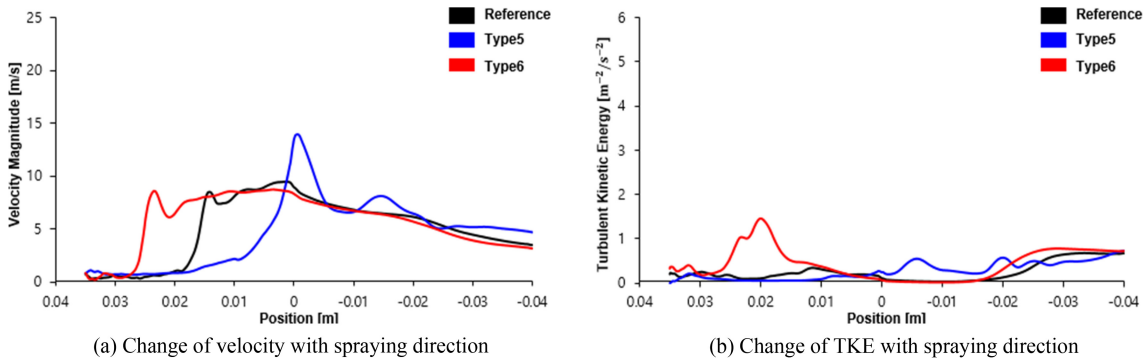 25
20
15
10
5
0
Velocity Magnitude [m/s]
Reference
Type5
Type6
0.04 0.03 0.02 0.01 0 -0.01 -0.02 -0.03 -0.04
Position [m]
(a) Change of velocity with spraying direction
6
5
4
3
2
1
0
Turbulent Kinetic Energy [m⁻²/s⁻²]
Reference
Type5
Type6
0.04 0.03 0.02 0.01 0 -0.01 -0.02 -0.03 -0.04
Position [m]
(b) Change of TKE with spraying direction